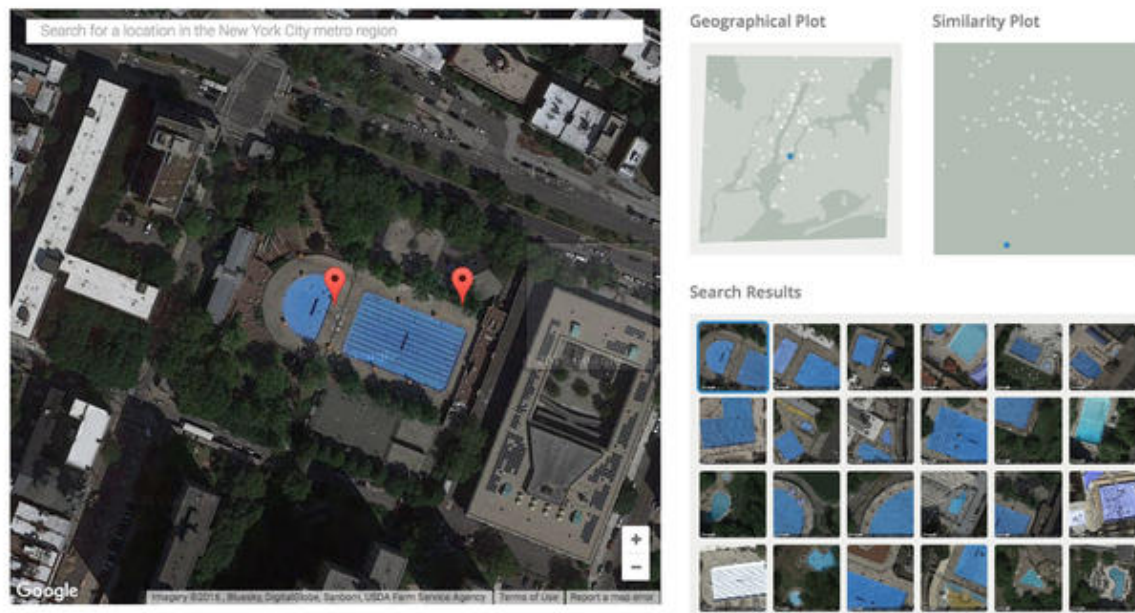 Search for a location in the New York City metro region
Geographical Plot
Similarity Plot
Search Results
+
−
Google
Imagery ©2016 , Bluesky, DigitalGlobe, Sanborn, USDA Farm Service Agency
Terms of Use
Report a map error